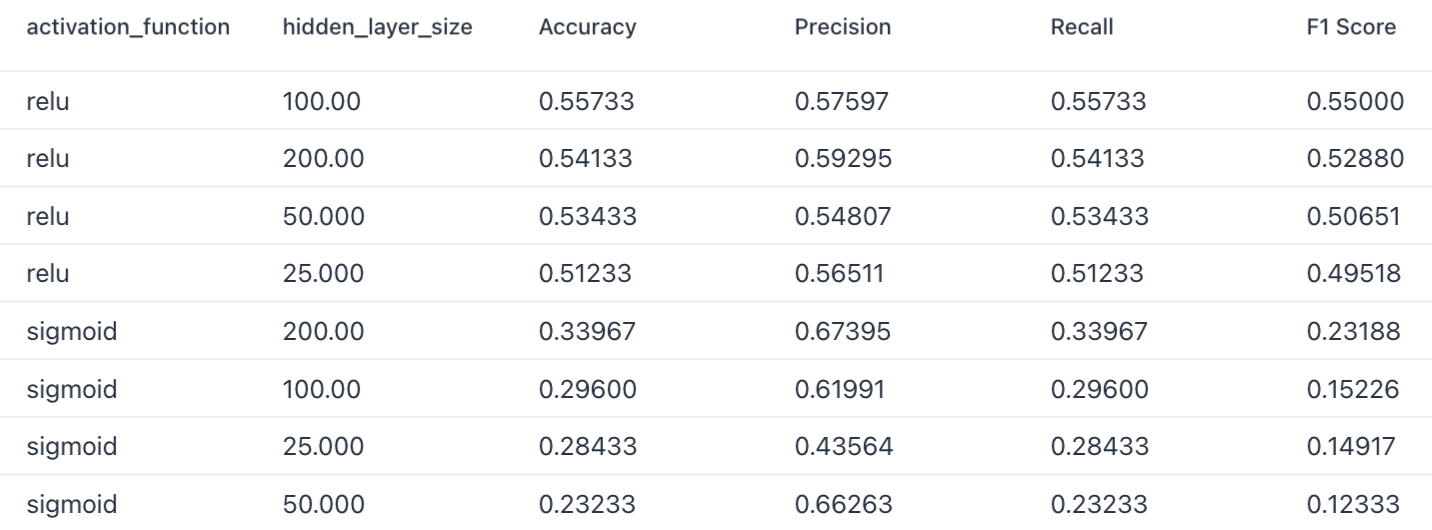 activation_function hidden_layer_size Accuracy Precision Recall F1 Score
relu 100.00 0.55733 0.57597 0.55733 0.55000
relu 200.00 0.54133 0.59295 0.54133 0.52880
relu 50.000 0.53433 0.54807 0.53433 0.50651
relu 25.000 0.51233 0.56511 0.51233 0.49518
sigmoid 200.00 0.33967 0.67395 0.33967 0.23188
sigmoid 100.00 0.29600 0.61991 0.29600 0.15226
sigmoid 25.000 0.28433 0.43564 0.28433 0.14917
sigmoid 50.000 0.23233 0.66263 0.23233 0.12333